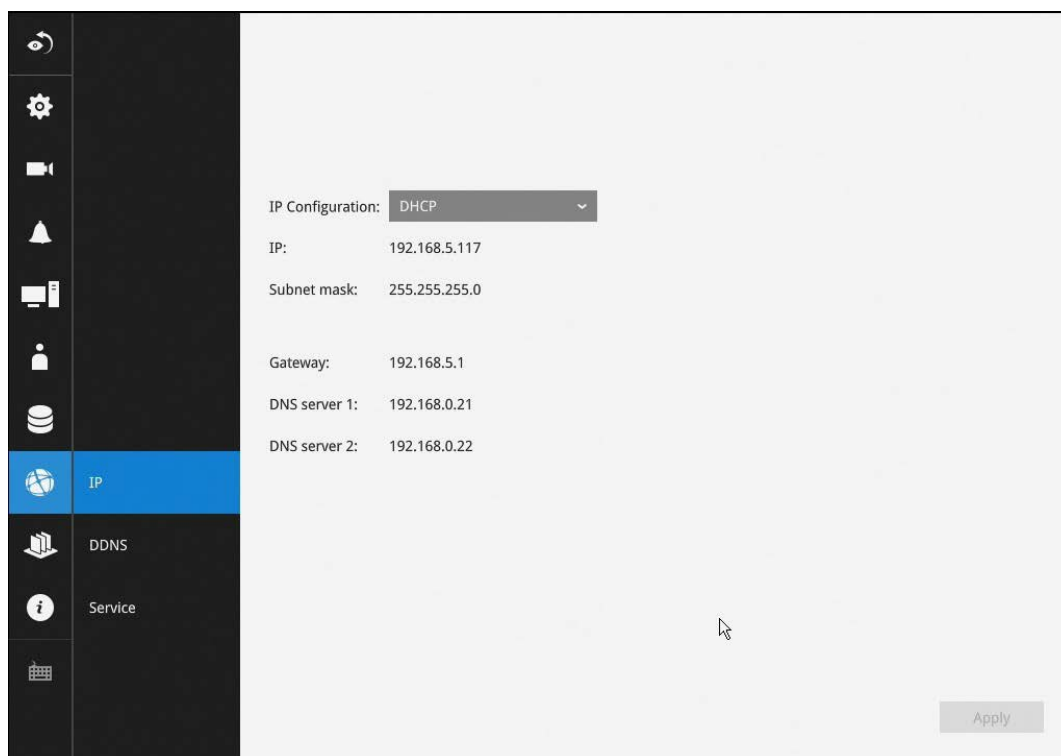 IP Configuration: DHCP
IP: 192.168.5.117
Subnet mask: 255.255.255.0
Gateway: 192.168.5.1
DNS server 1: 192.168.0.21
DNS server 2: 192.168.0.22
IP
DDNS
Service
Apply